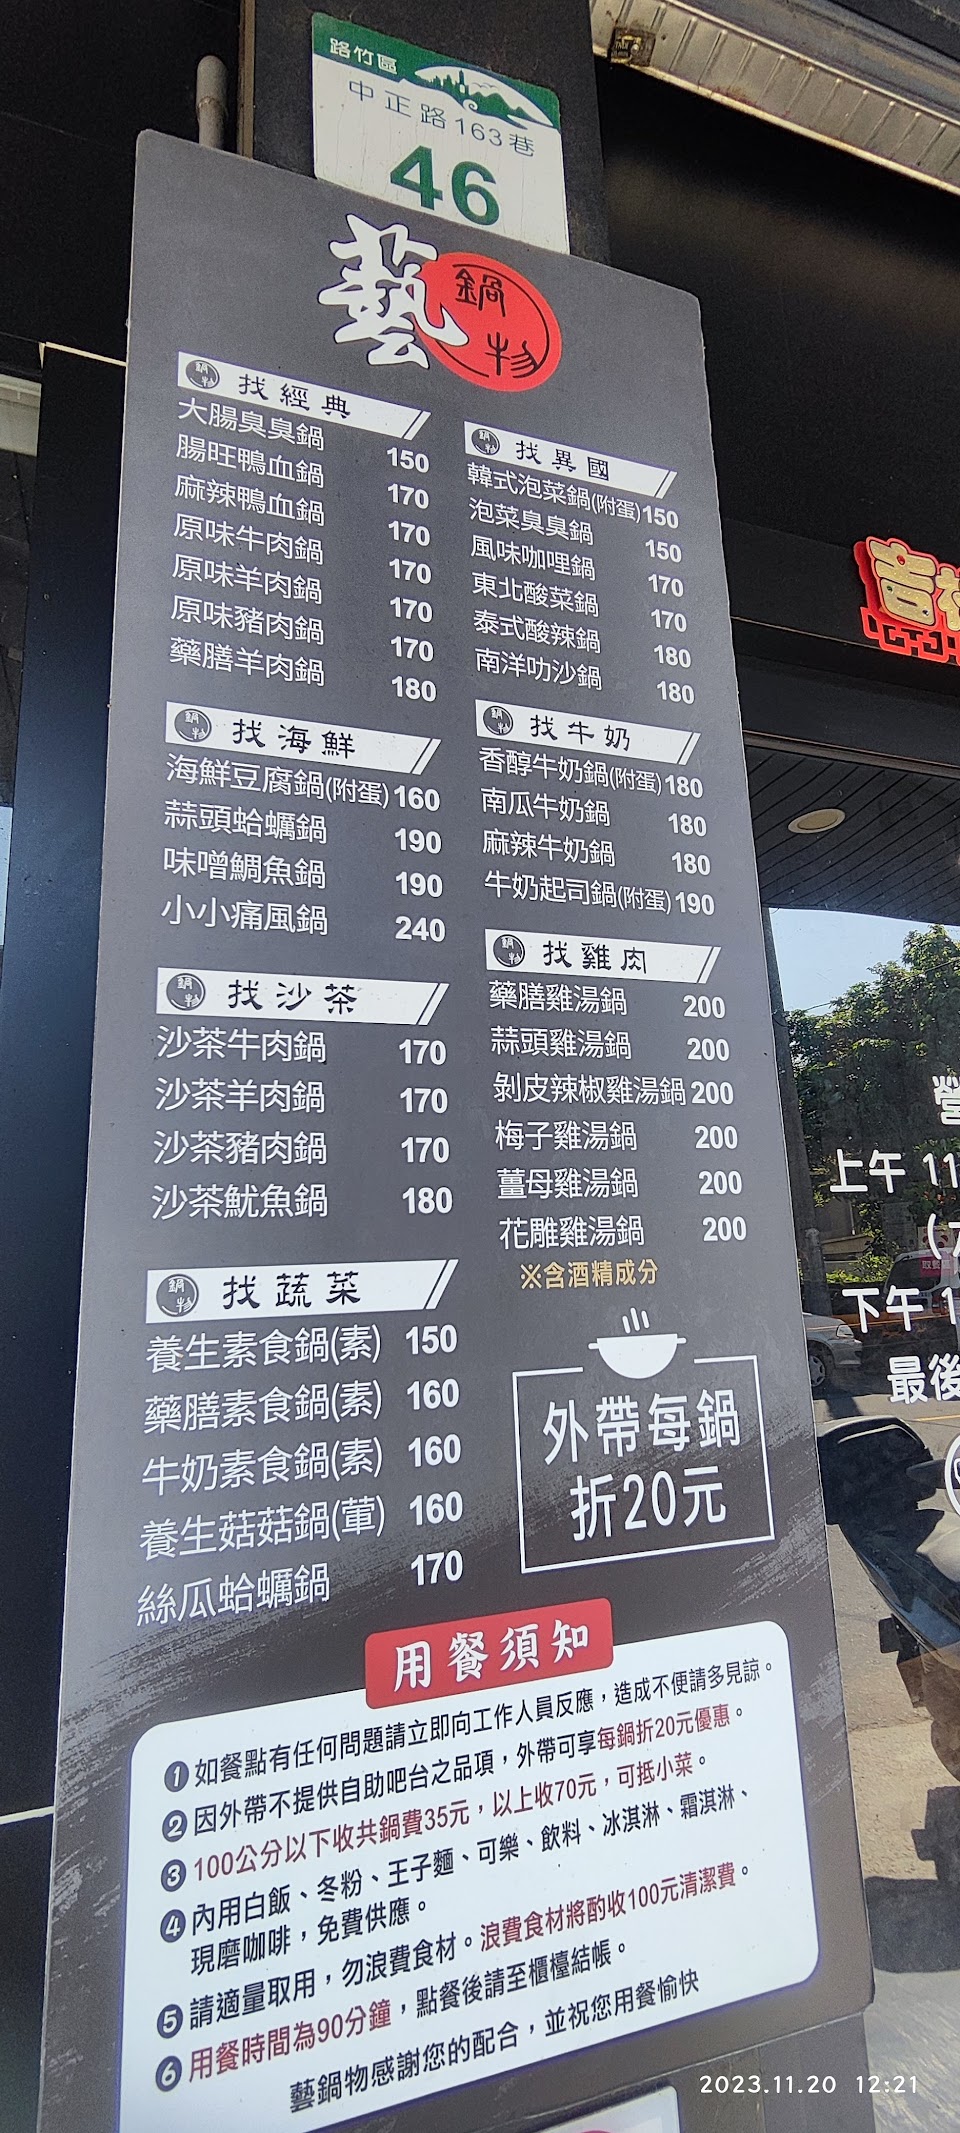 路竹區
中正路163巷
46
藝 鍋物
鍋物 找經典
大腸臭臭鍋 150
腸旺鴨血鍋 170
麻辣鴨血鍋 170
原味牛肉鍋 170
原味羊肉鍋 170
原味豬肉鍋 170
藥膳羊肉鍋 180
鍋物 找海鮮
海鮮豆腐鍋(附蛋) 160
蒜頭蛤蠣鍋 190
味噌鯛魚鍋 190
小小痛風鍋 240
鍋物 找沙茶
沙茶牛肉鍋 170
沙茶羊肉鍋 170
沙茶豬肉鍋 170
沙茶魷魚鍋 180
鍋物 找蔬菜
養生素食鍋(素) 150
藥膳素食鍋(素) 160
牛奶素食鍋(素) 160
養生菇菇鍋(葷) 160
絲瓜蛤蠣鍋 170
鍋物 找異國
韓式泡菜鍋(附蛋) 150
泡菜臭臭鍋 150
風味咖哩鍋 170
東北酸菜鍋 170
泰式酸辣鍋 180
南洋叻沙鍋 180
鍋物 找牛奶
香醇牛奶鍋(附蛋) 180
南瓜牛奶鍋 180
麻辣牛奶鍋 180
牛奶起司鍋(附蛋) 190
鍋物 找雞肉
藥膳雞湯鍋 200
蒜頭雞湯鍋 200
剝皮辣椒雞湯鍋 200
梅子雞湯鍋 200
薑母雞湯鍋 200
花雕雞湯鍋 200
※含酒精成分
外帶每鍋
折20元
用餐須知
1 如餐點有任何問題請立即向工作人員反應，造成不便請多見諒。
2 因外帶不提供自助吧台之品項，外帶可享每鍋折20元優惠。
3 100公分以下收共鍋費35元，以上收70元，可抵小菜。
4 內用白飯、冬粉、王子麵、可樂、飲料、冰淇淋、霜淇淋、
現磨咖啡，免費供應。
5 請適量取用，勿浪費食材。浪費食材將酌收100元清潔費。
6 用餐時間為90分鐘，點餐後請至櫃檯結帳。
藝鍋物感謝您的配合，並祝您用餐愉快
吉
營
上午 11
下午 1
最後
2023.11.20 12:21